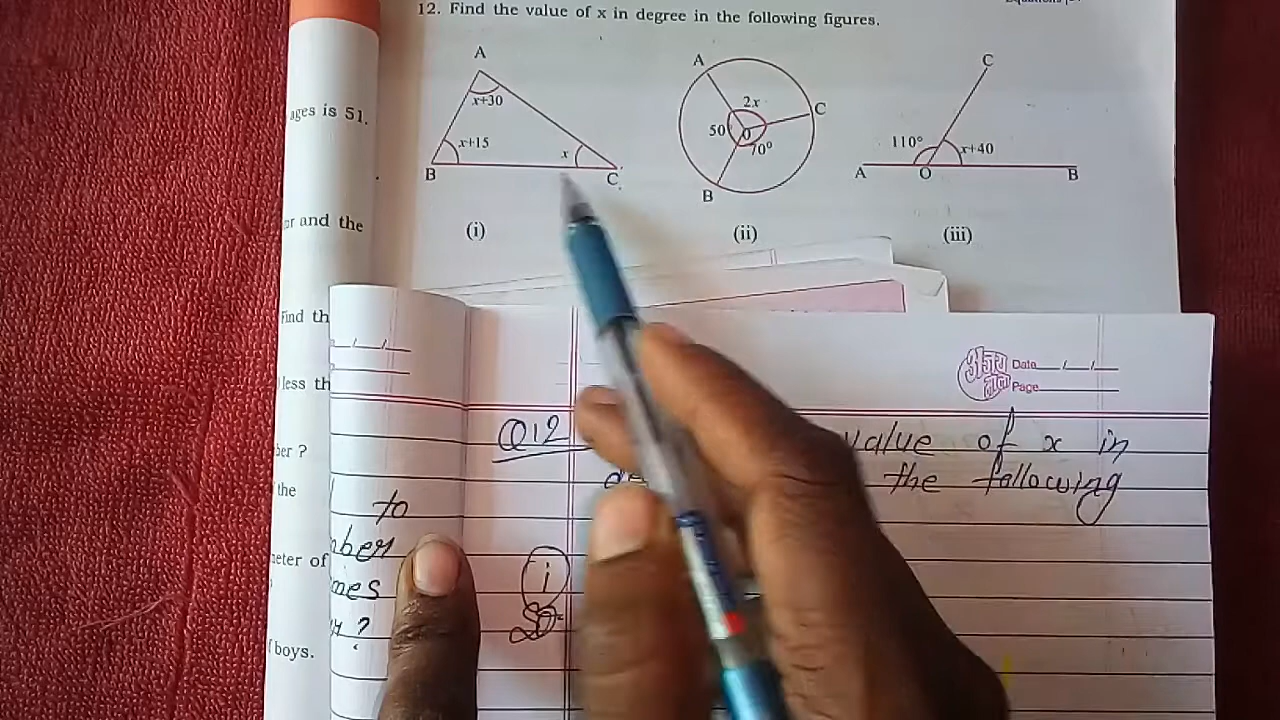 12. Find the value of x in degree in the following figures.
A
x+30
x+15
x
B
C
(i)
A
2x
C
50
O
70°
B
(ii)
C
110°
x+40
A
O
B
(iii)
ages is 51.
and the
Find th
less th
ber ?
the
meter of
boys.
to
mes
?
Date / /
Page
Q12 value of x in
the following
i